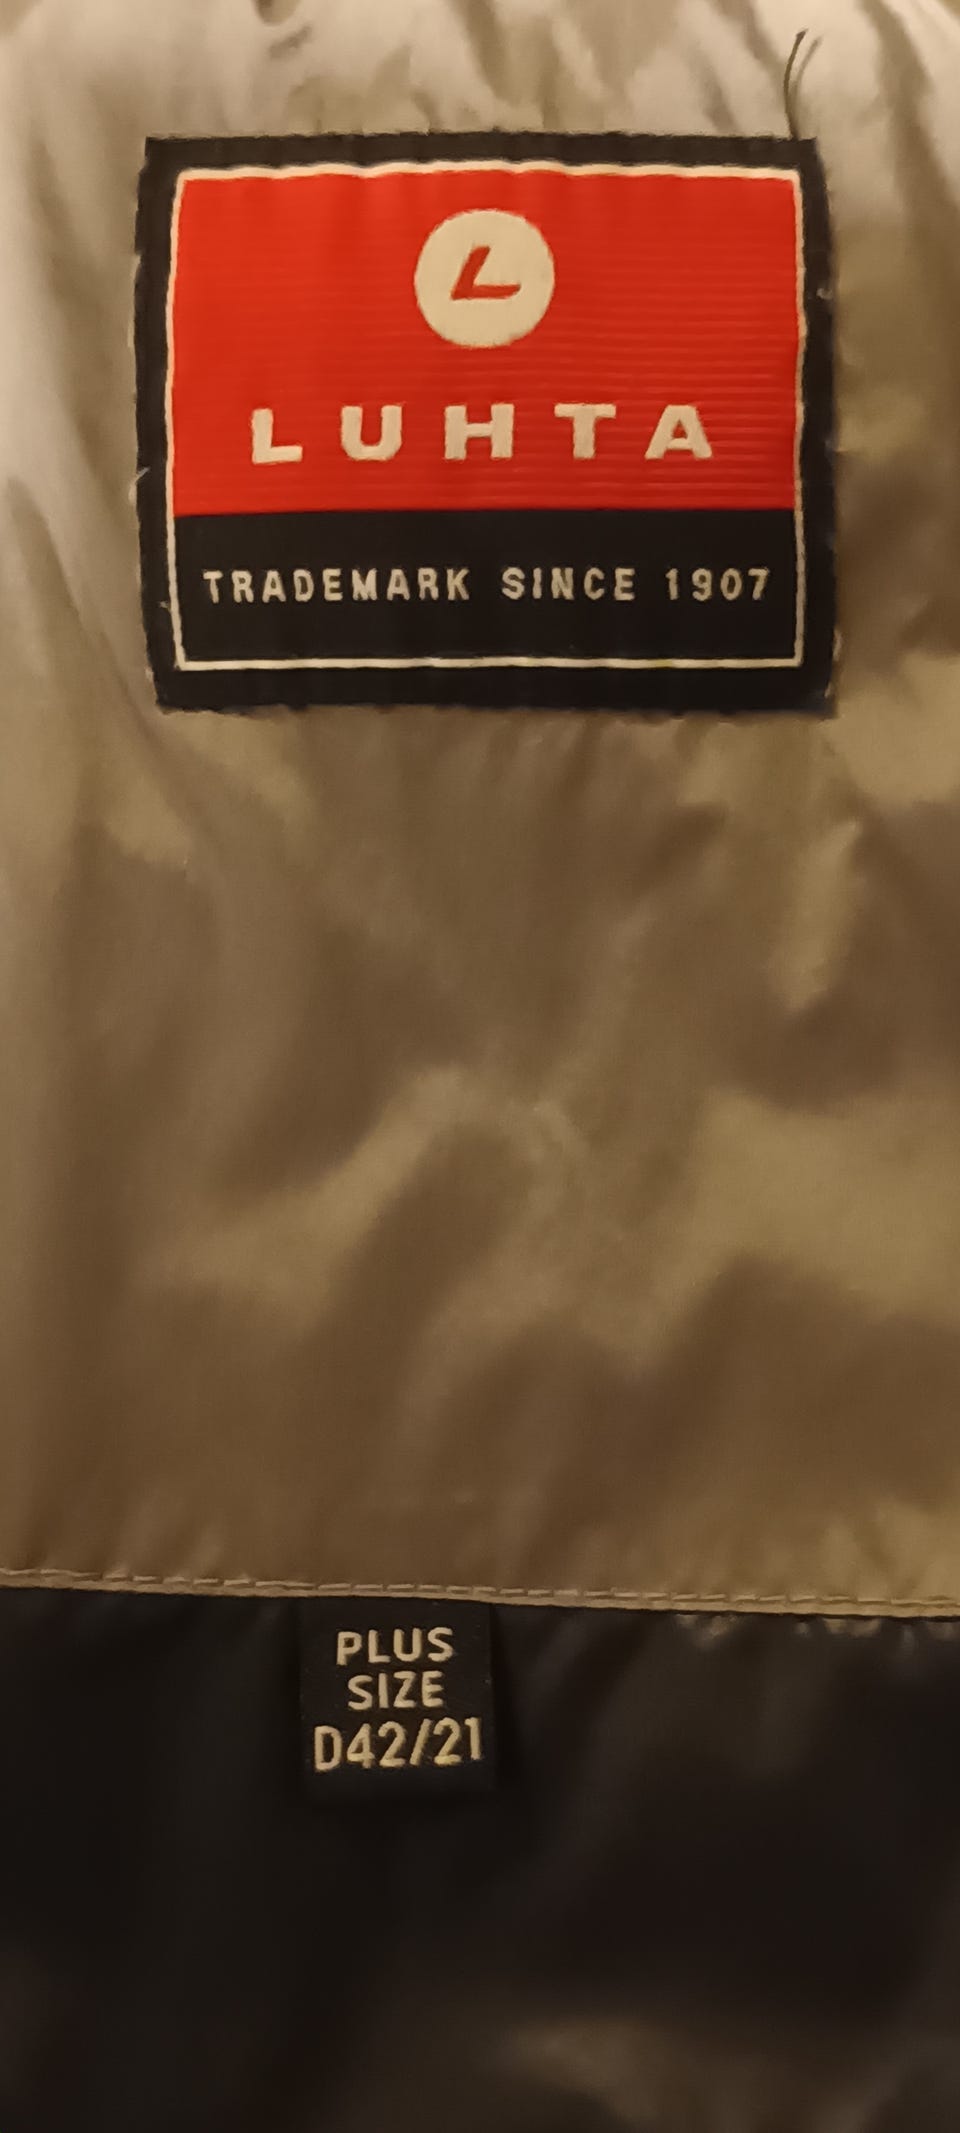 L
LUHTA
TRADEMARK SINCE 1907
PLUS
SIZE
D42/21